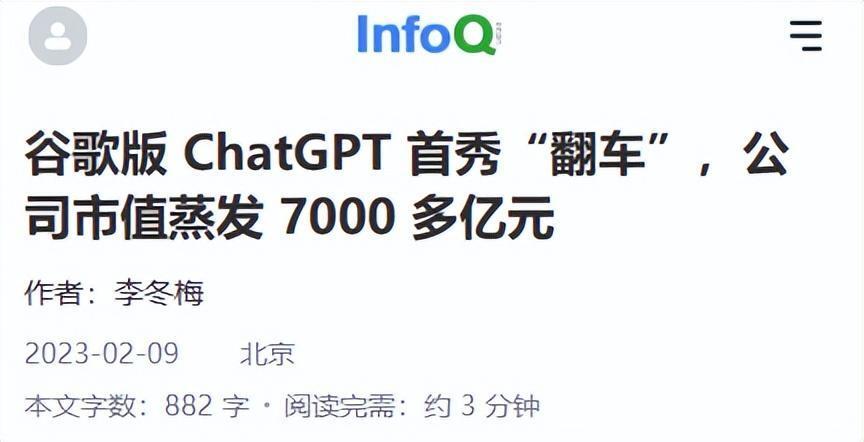 InfoQ
谷歌版 ChatGPT 首秀“翻车”，公
司市值蒸发 7000 多亿元
作者：李冬梅
2023-02-09 北京
本文字数：882 字 · 阅读完需：约 3 分钟